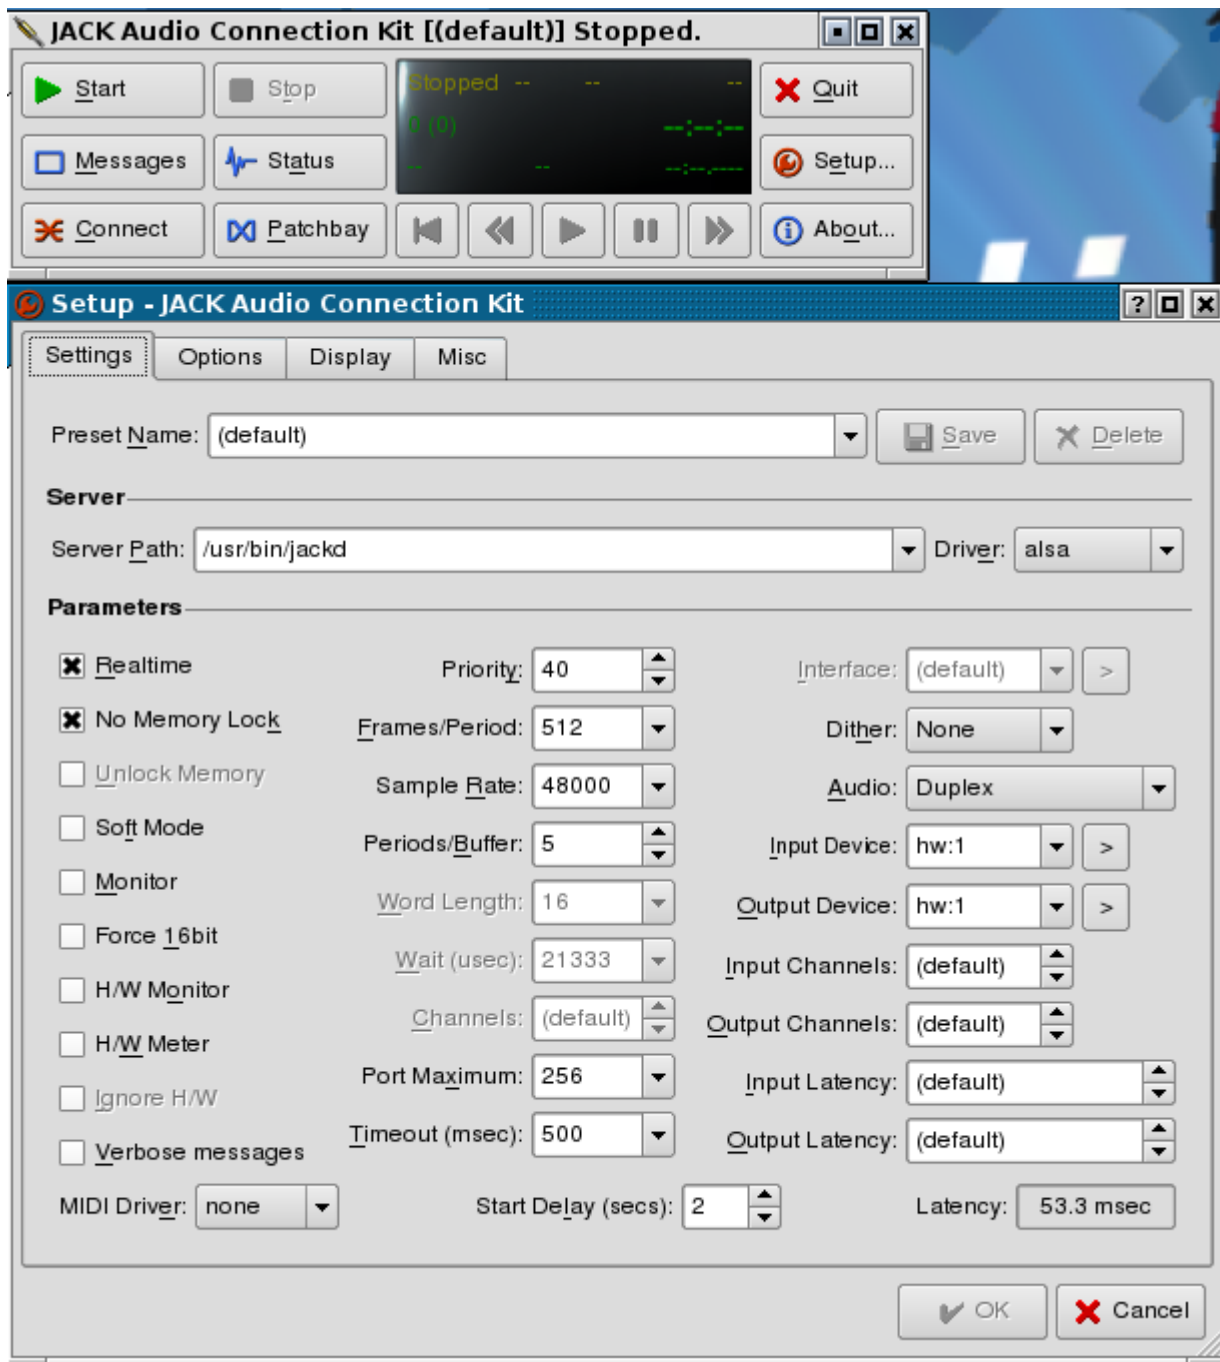 JACK Audio Connection Kit [(default)] Stopped.
Start
Stop
Stopped -- -- --
Quit
0 (0) --:--:--
Messages
Status
-- -- --:--.----
Setup...
Connect
Patchbay
About...
Setup - JACK Audio Connection Kit
?
Settings Options Display Misc
Preset Name: (default) Save Delete
Server
Server Path: /usr/bin/jackd Driver: alsa
Parameters
Realtime Priority: 40 Interface: (default) >
No Memory Lock Frames/Period: 512 Dither: None
Unlock Memory Sample Rate: 48000 Audio: Duplex
Soft Mode Periods/Buffer: 5 Input Device: hw:1 >
Monitor Word Length: 16 Output Device: hw:1 >
Force 16bit Wait (usec): 21333 Input Channels: (default)
H/W Monitor Channels: (default) Output Channels: (default)
H/W Meter Port Maximum: 256 Input Latency: (default)
Ignore H/W
Verbose messages Timeout (msec): 500 Output Latency: (default)
MIDI Driver: none Start Delay (secs): 2 Latency: 53.3 msec
OK Cancel